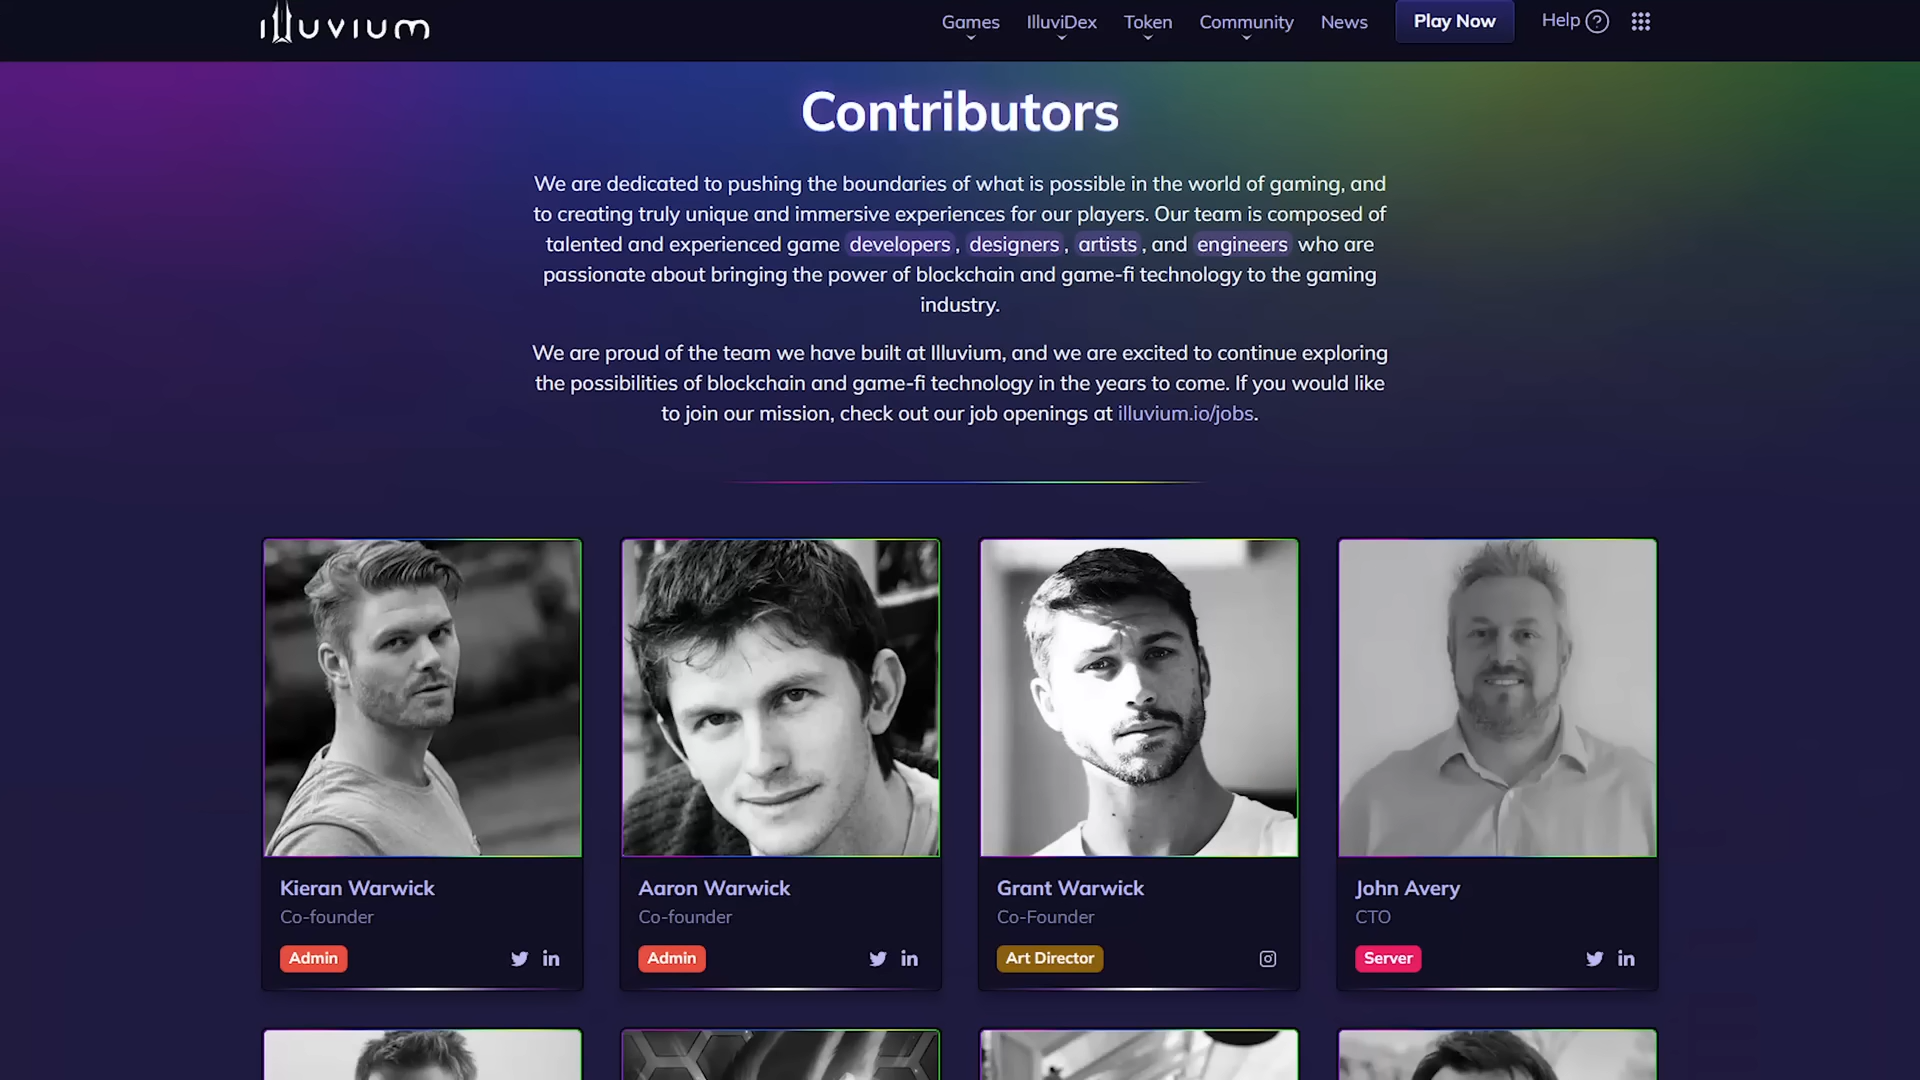 illuvium
Games
IlluviDex
Token
Community
News
Play Now
Help ?
Contributors
We are dedicated to pushing the boundaries of what is possible in the world of gaming, and
to creating truly unique and immersive experiences for our players. Our team is composed of
talented and experienced game developers, designers, artists, and engineers who are
passionate about bringing the power of blockchain and game-fi technology to the gaming
industry.
We are proud of the team we have built at Illuvium, and we are excited to continue exploring
the possibilities of blockchain and game-fi technology in the years to come. If you would like
to join our mission, check out our job openings at illuvium.io/jobs.
Kieran Warwick
Co-founder
Admin
in
Aaron Warwick
Co-founder
Admin
in
Grant Warwick
Co-Founder
Art Director
John Avery
CTO
Server
in